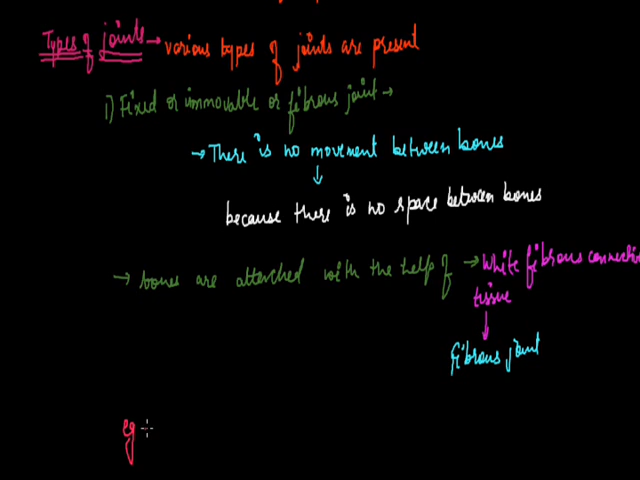 Types of joints → various types of joints are present
1) Fixed or immovable or fibrous joint →
→ There is no movement between bones
↓
because there is no space between bones
→ bones are attached with the help of → White fibrous connective
tissue
↓
fibrous joint
eg -